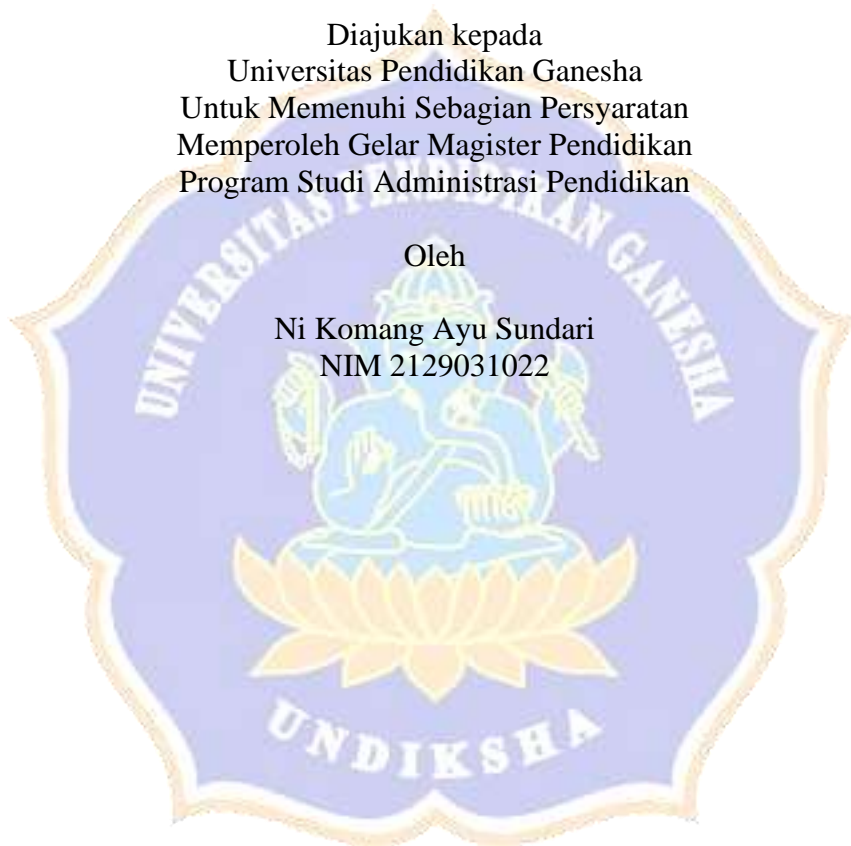 Diajukan kepada
Universitas Pendidikan Ganesha
Untuk Memenuhi Sebagian Persyaratan
Memperoleh Gelar Magister Pendidikan
Program Studi Administrasi Pendidikan
Oleh
Ni Komang Ayu Sundari
NIM 2129031022
UNIVERSITAS PENDIDIKAN GANESHA
UNDIKSHA